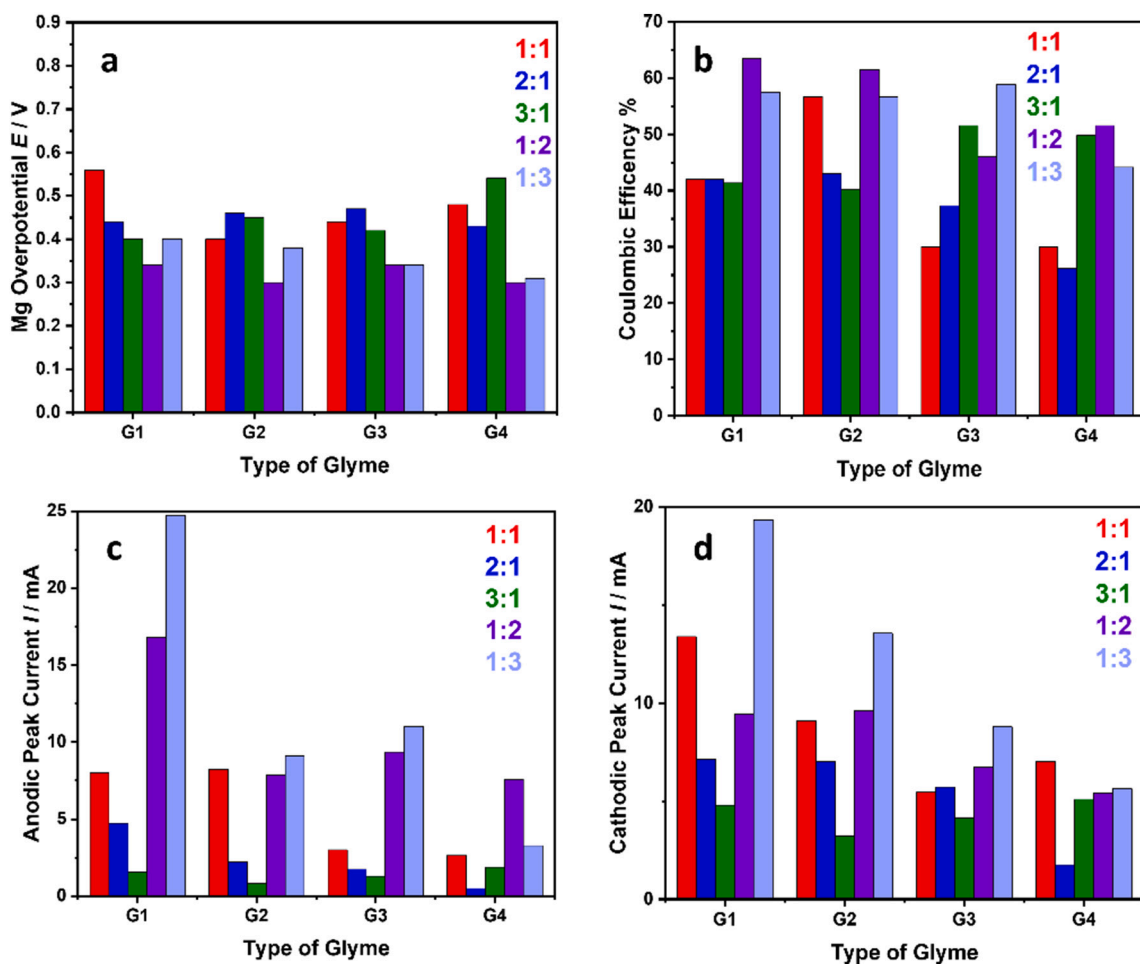 a
1:1
2:1
3:1
1:2
1:3
Mg Overpotential E / V
0.9
0.8
0.7
0.6
0.5
0.4
0.3
0.2
0.1
0.0
G1 G2 G3 G4
Type of Glyme
b
1:1
2:1
3:1
1:2
1:3
Coulombic Efficency %
70
60
50
40
30
20
10
0
G1 G2 G3 G4
Type of Glyme
c
1:1
2:1
3:1
1:2
1:3
Anodic Peak Current I / mA
25
20
15
10
5
0
G1 G2 G3 G4
Type of Glyme
d
1:1
2:1
3:1
1:2
1:3
Cathodic Peak Current I / mA
20
10
0
G1 G2 G3 G4
Type of Glyme